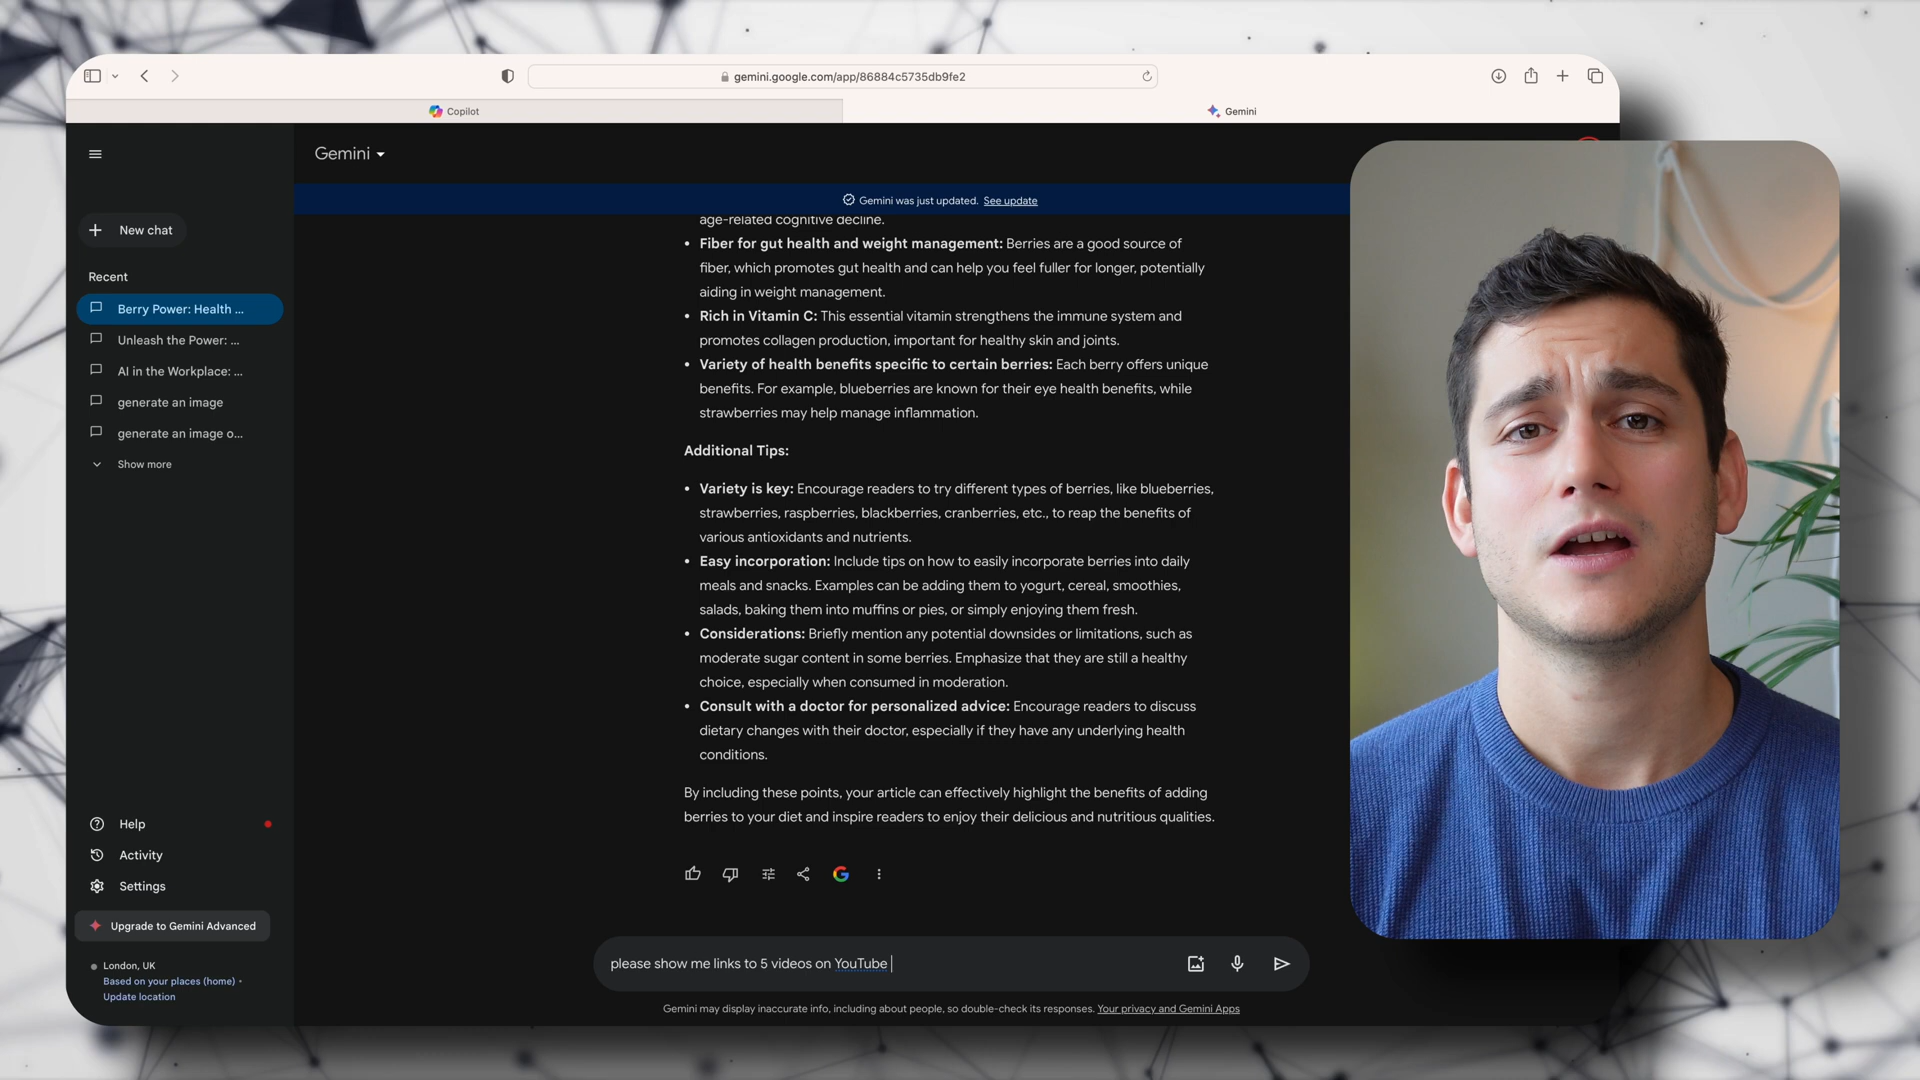 gemini.google.com/app/86884c5735db9fe2
Copilot
Gemini
Gemini
Gemini was just updated. See update
New chat
Recent
Berry Power: Health ...
Unleash the Power: ...
AI in the Workplace: ...
generate an image
generate an image o...
Show more
age-related cognitive decline.
• Fiber for gut health and weight management: Berries are a good source of
fiber, which promotes gut health and can help you feel fuller for longer, potentially
aiding in weight management.
• Rich in Vitamin C: This essential vitamin strengthens the immune system and
promotes collagen production, important for healthy skin and joints.
• Variety of health benefits specific to certain berries: Each berry offers unique
benefits. For example, blueberries are known for their eye health benefits, while
strawberries may help manage inflammation.
Additional Tips:
• Variety is key: Encourage readers to try different types of berries, like blueberries,
strawberries, raspberries, blackberries, cranberries, etc., to reap the benefits of
various antioxidants and nutrients.
• Easy incorporation: Include tips on how to easily incorporate berries into daily
meals and snacks. Examples can be adding them to yogurt, cereal, smoothies,
salads, baking them into muffins or pies, or simply enjoying them fresh.
• Considerations: Briefly mention any potential downsides or limitations, such as
moderate sugar content in some berries. Emphasize that they are still a healthy
choice, especially when consumed in moderation.
• Consult with a doctor for personalized advice: Encourage readers to discuss
dietary changes with their doctor, especially if they have any underlying health
conditions.
By including these points, your article can effectively highlight the benefits of adding
berries to your diet and inspire readers to enjoy their delicious and nutritious qualities.
Help
Activity
Settings
Upgrade to Gemini Advanced
London, UK
Based on your places (home) •
Update location
please show me links to 5 videos on YouTube
Gemini may display inaccurate info, including about people, so double-check its responses. Your privacy and Gemini Apps